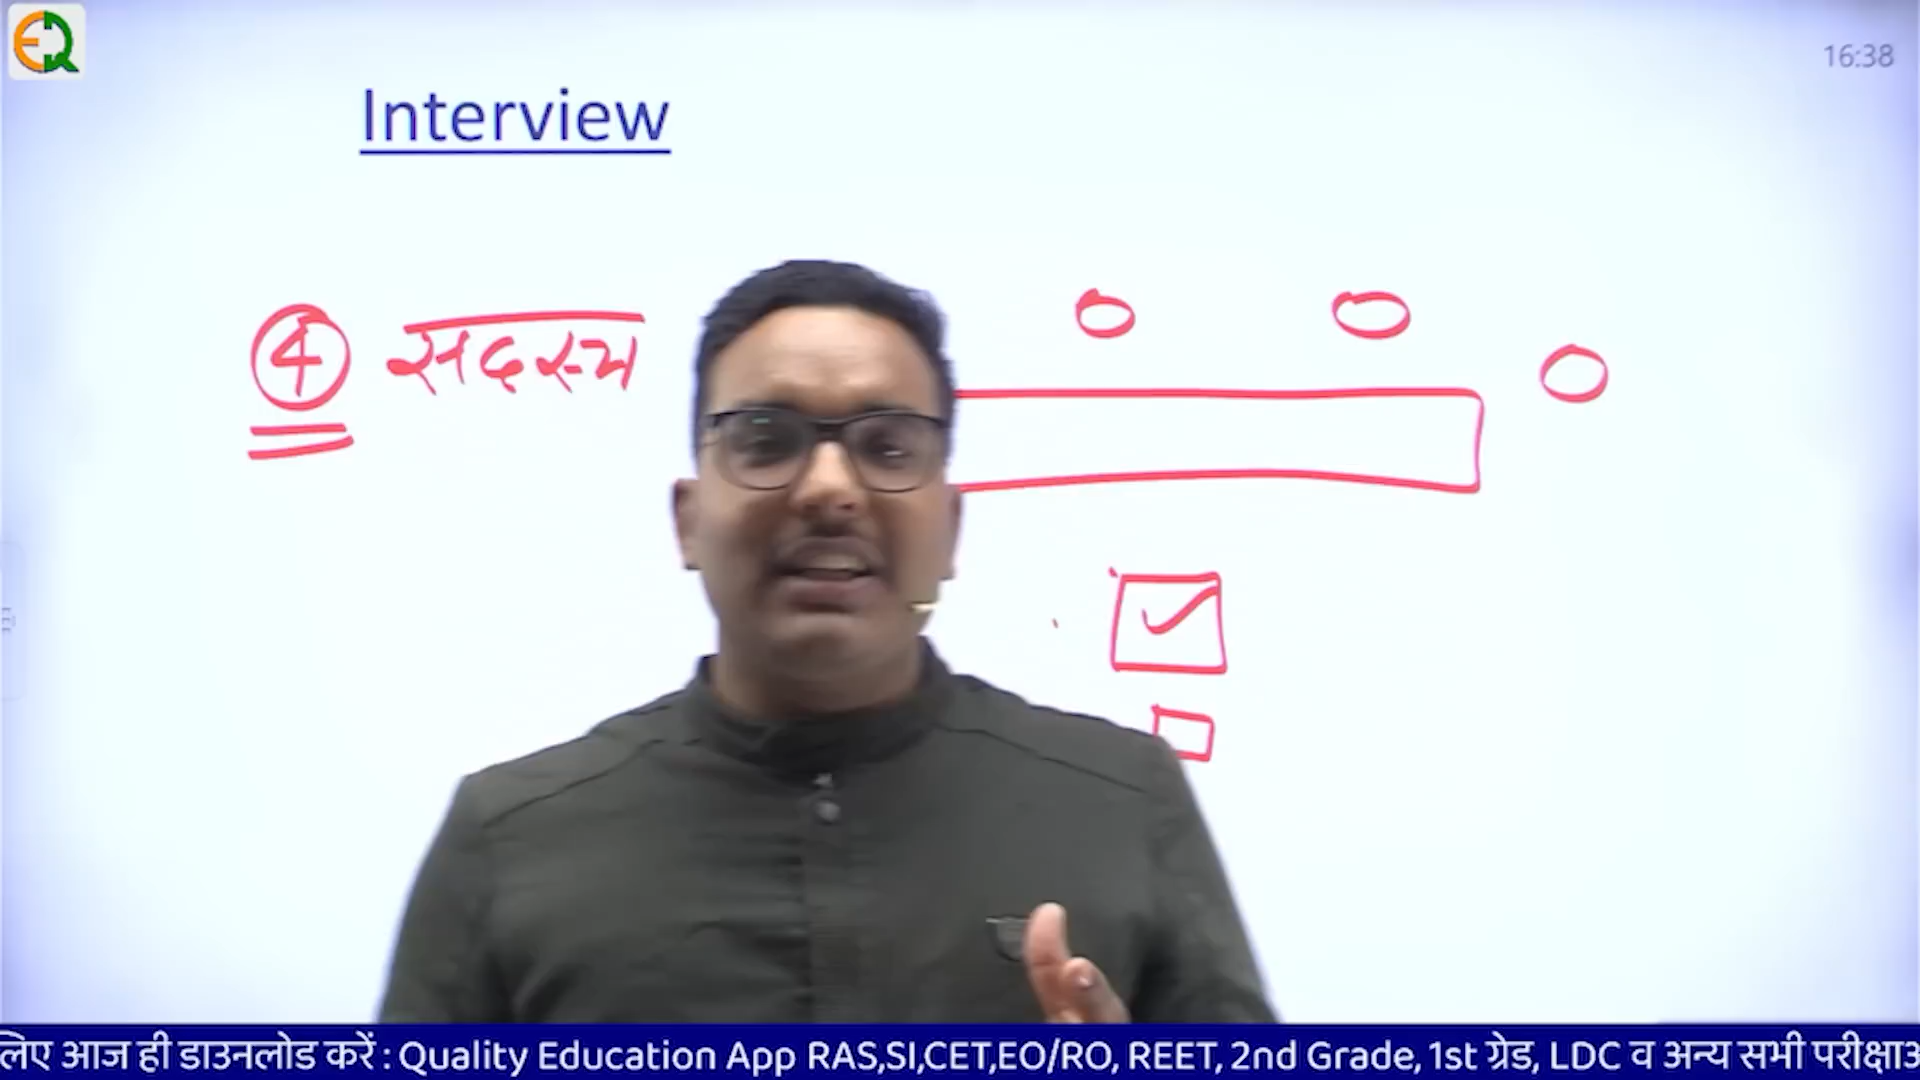 EQ
16:38
Interview
4 सदस्य
लिए आज ही डाउनलोड करें : Quality Education App RAS,SI,CET,EO/RO, REET, 2nd Grade, 1st ग्रेड, LDC व अन्य सभी परीक्षाअ